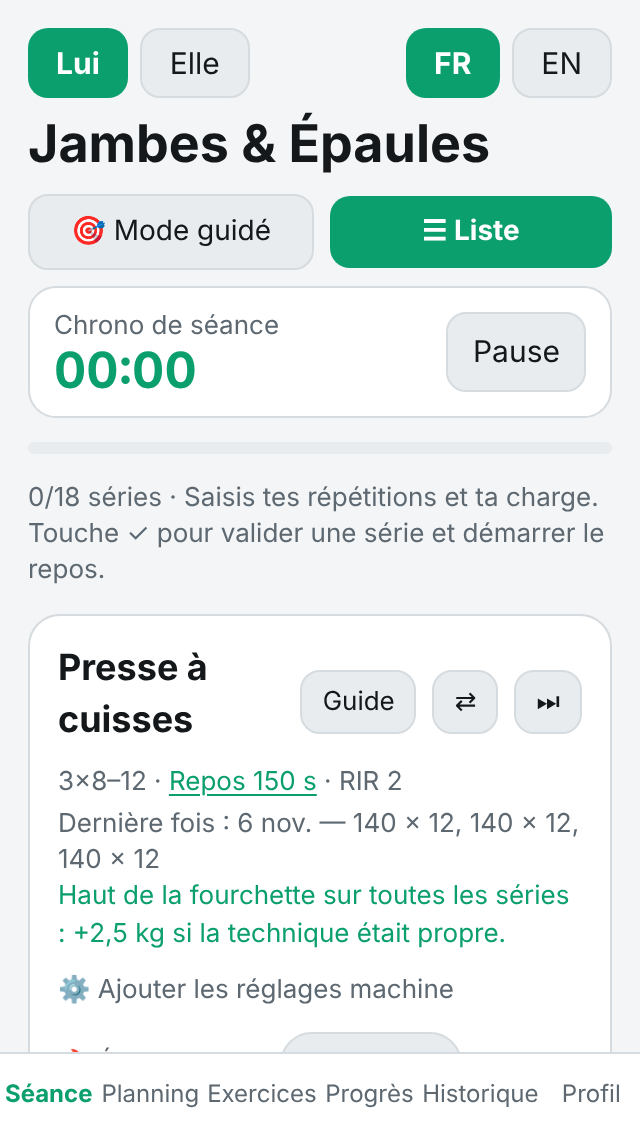 Lui Elle FR EN
Jambes & Épaules
🎯 Mode guidé ☰ Liste
Chrono de séance
00:00 Pause
0/18 séries · Saisis tes répétitions et ta charge.
Touche ✓ pour valider une série et démarrer le
repos.
Presse à
cuisses
Guide ⇄ ⏭
3×8–12 · Repos 150 s · RIR 2
Dernière fois : 6 nov. — 140 × 12, 140 × 12,
140 × 12
Haut de la fourchette sur toutes les séries
: +2,5 kg si la technique était propre.
⚙️ Ajouter les réglages machine
Séance Planning Exercices Progrès Historique Profil